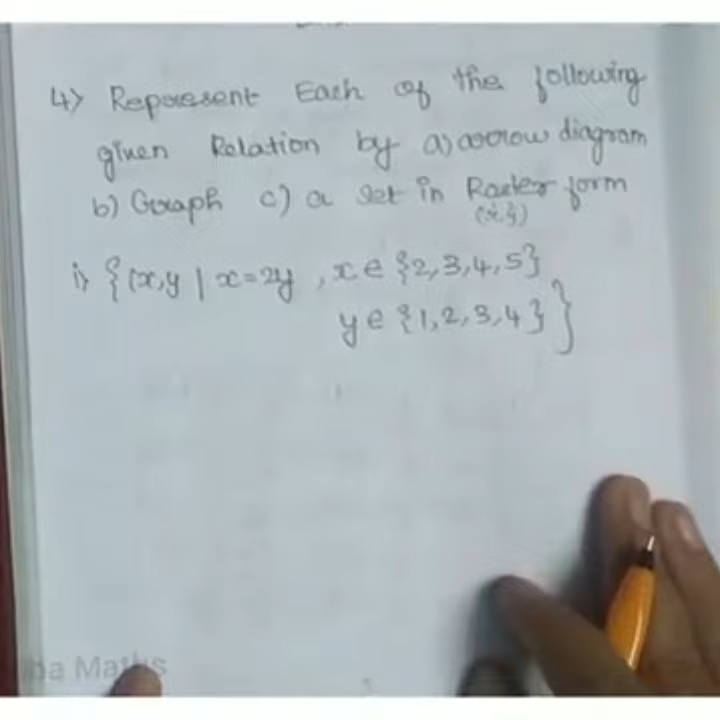 4) Represent Each of the following
given Relation by a) arrow diagram
b) Graph c) a set in Roster form
i) {(x,y | x=2y , x∈ {2,3,4,5}
y∈ {1,2,3,4}}